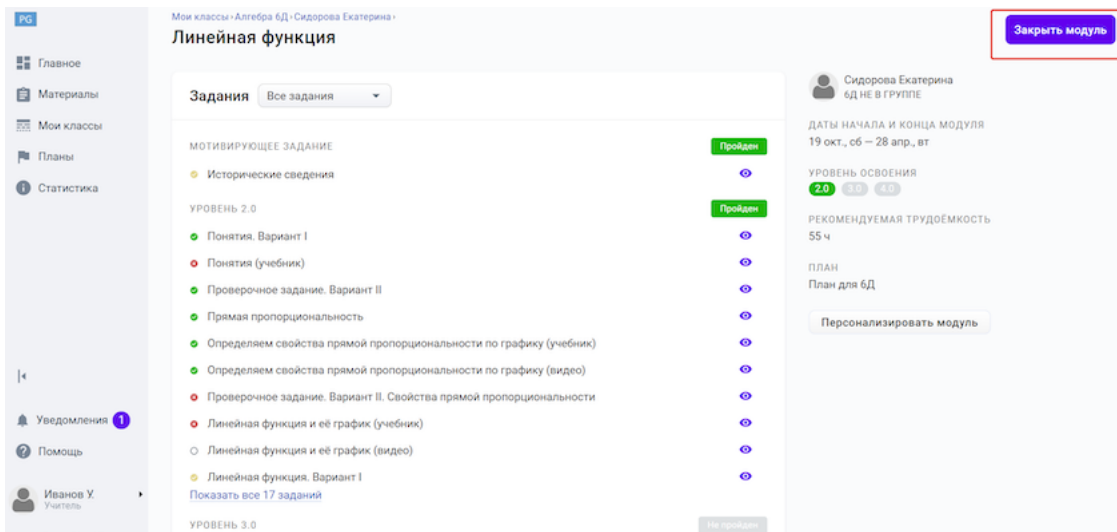 PG
Главное
Материалы
Мои классы
Планы
Статистика
Уведомления 1
Помощь
Иванов У.
Учитель
Мои классы › Алгебра 6Д › Сидорова Екатерина ›
Линейная функция
Закрыть модуль
Задания Все задания
МОТИВИРУЮЩЕЕ ЗАДАНИЕ Пройден
Исторические сведения
УРОВЕНЬ 2.0 Пройден
Понятия. Вариант I
Понятия (учебник)
Проверочное задание. Вариант II
Прямая пропорциональность
Определяем свойства прямой пропорциональности по графику (учебник)
Определяем свойства прямой пропорциональности по графику (видео)
Проверочное задание. Вариант II. Свойства прямой пропорциональности
Линейная функция и её график (учебник)
Линейная функция и её график (видео)
Линейная функция. Вариант I
Показать все 17 заданий
УРОВЕНЬ 3.0 Не пройден
Сидорова Екатерина
6Д НЕ В ГРУППЕ
ДАТЫ НАЧАЛА И КОНЦА МОДУЛЯ
19 окт., сб — 28 апр., вт
УРОВЕНЬ ОСВОЕНИЯ
2.0 3.0 4.0
РЕКОМЕНДУЕМАЯ ТРУДОЁМКОСТЬ
55 ч
ПЛАН
План для 6Д
Персонализировать модуль